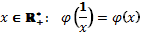 x ∈ ℝ₊*: φ(1/x) = φ(x)